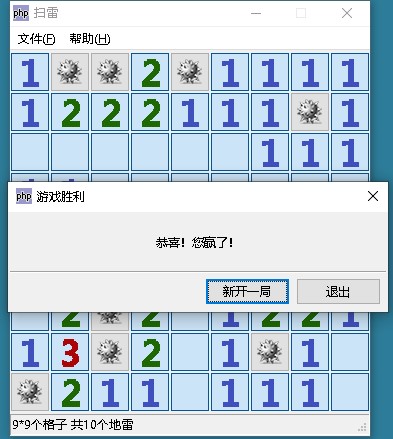 php 扫雷
文件(F) 帮助(H)
1 2 1 1 1 1
1 2 2 2 1 1 1 1
1 1 1
php 游戏胜利
恭喜！您赢了！
新开一局 退出
2 2 1 2 2 1
1 3 2 1 1
2 1 1 1 1 1
9*9个格子 共10个地雷